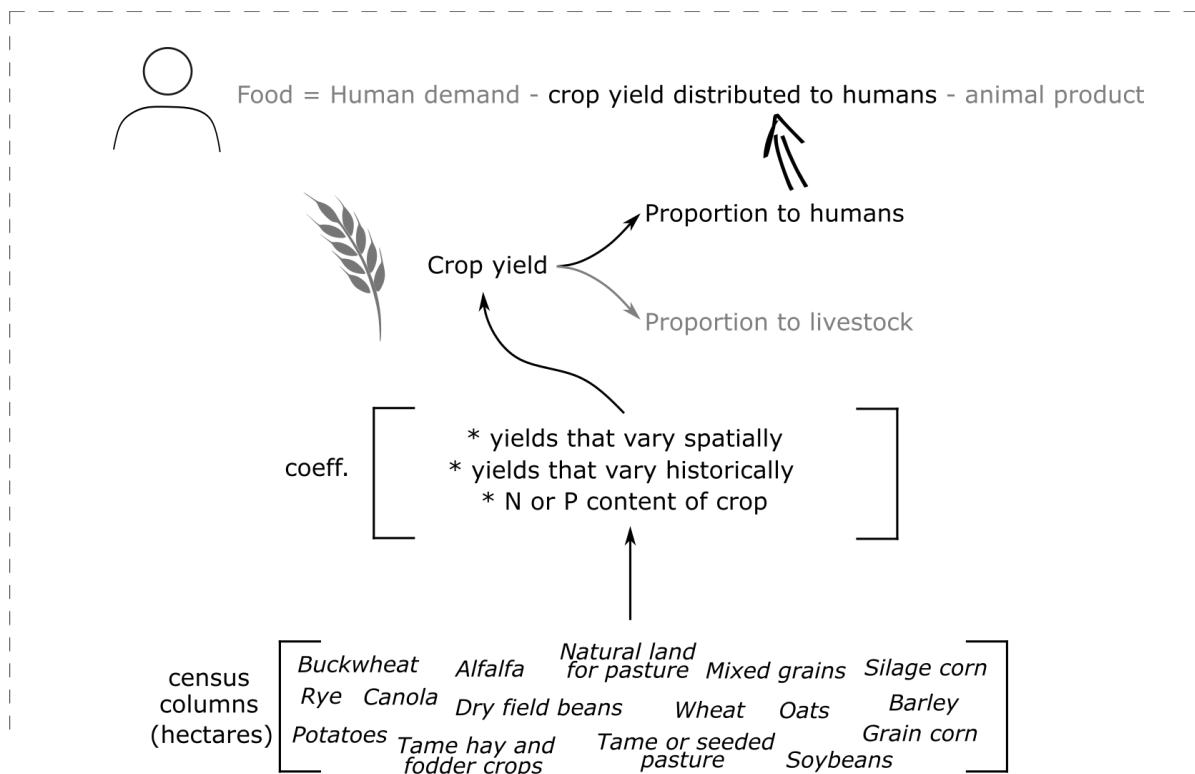 Food = Human demand - crop yield distributed to humans - animal product
Proportion to humans
Crop yield
Proportion to livestock
coeff.
* yields that vary spatially
* yields that vary historically
* N or P content of crop
census
columns
(hectares)
Buckwheat
Alfalfa
Natural land
for pasture
Mixed grains
Silage corn
Rye
Canola
Dry field beans
Wheat
Oats
Barley
Potatoes
Tame hay and
fodder crops
Tame or seeded
pasture
Soybeans
Grain corn